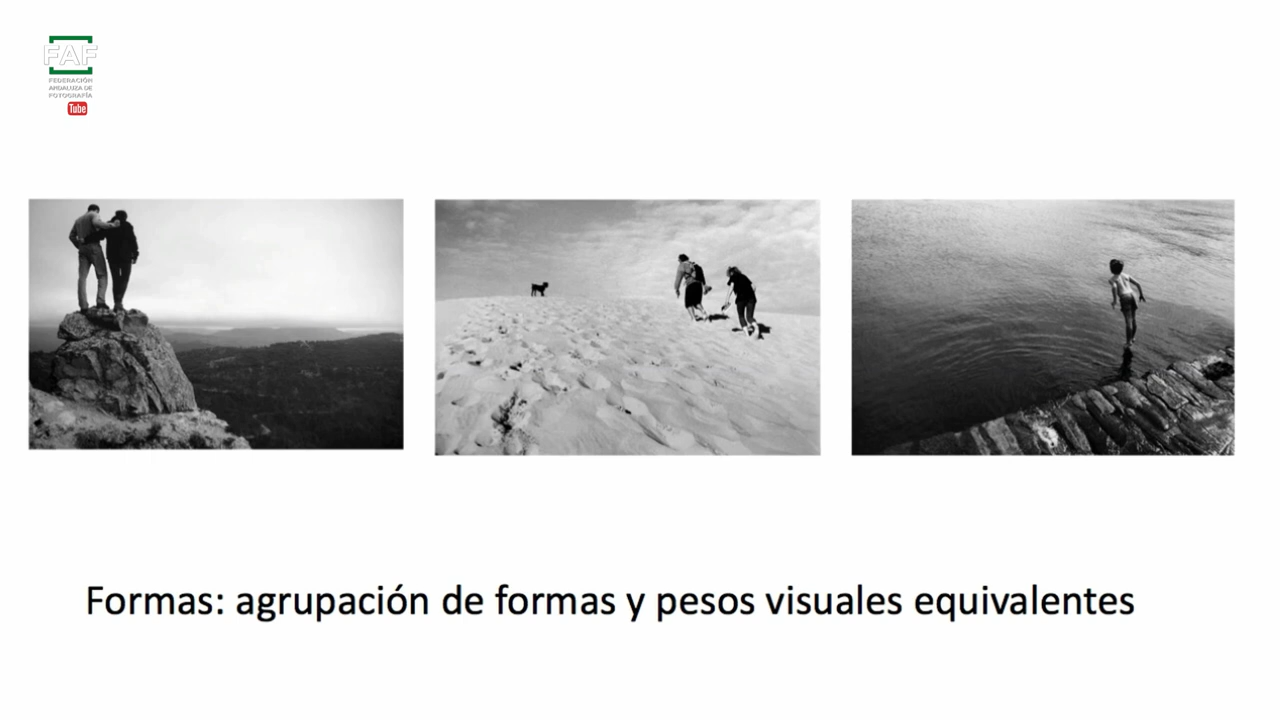 FAF
FEDERACIÓN
ANDALUZA DE
FOTOGRAFÍA
Tube
Formas: agrupación de formas y pesos visuales equivalentes